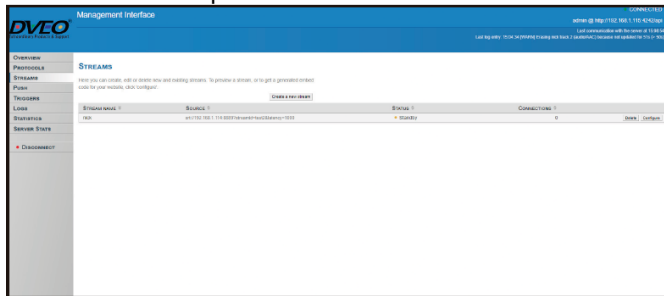 Management Interface
CONNECTED
admin @ http://192.168.1.115:4242/api
DVEO
OVERVIEW
PROTOCOLS
STREAMS
PUSH
TRIGGERS
LOGS
STATISTICS
SERVER STATS
DISCONNECT
STREAMS
Here you can create, edit or delete new and existing streams. To preview a stream, or to get a generated embed
code for your website, click 'configure'.
Create a new stream
STREAM NAME
SOURCE
STATUS
CONNECTIONS
Standby
0
Delete
Configure